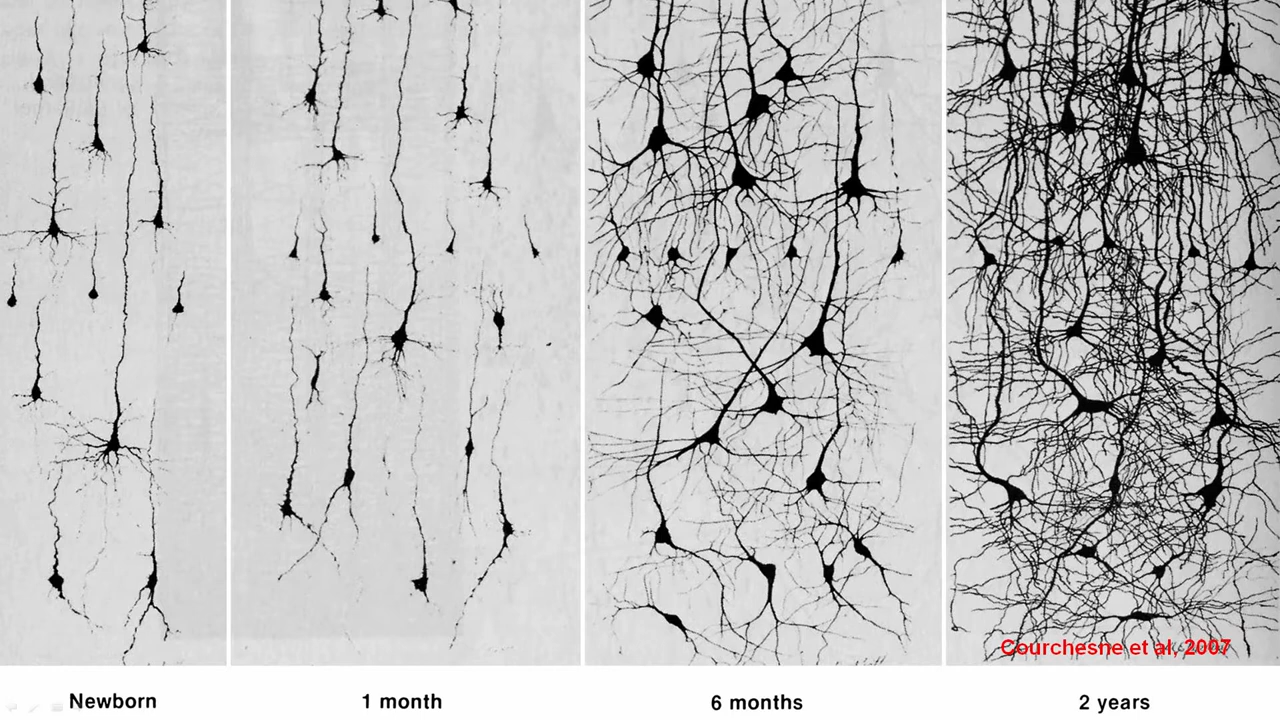 Courchesne et al, 2007
Newborn
1 month
6 months
2 years